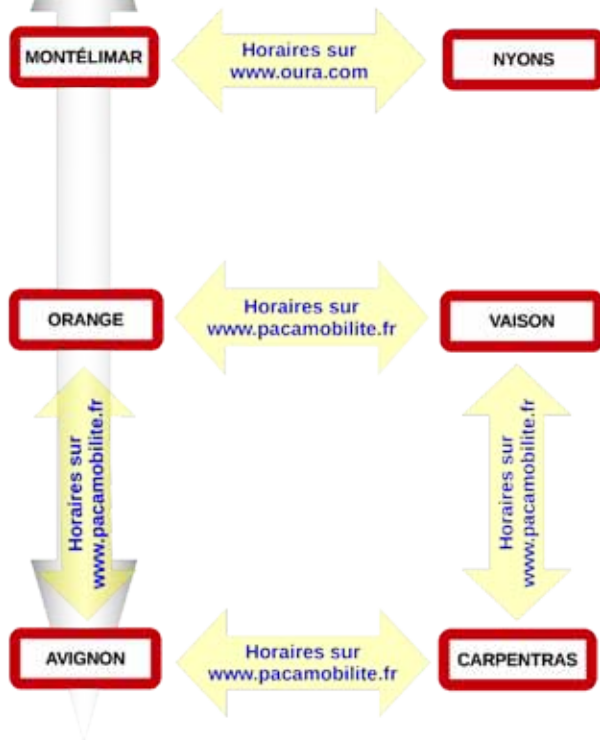 MONTÉLIMAR
Horaires sur
www.oura.com
NYONS
ORANGE
Horaires sur
www.pacamobilite.fr
VAISON
Horaires sur
www.pacamobilite.fr
Horaires sur
www.pacamobilite.fr
AVIGNON
Horaires sur
www.pacamobilite.fr
CARPENTRAS